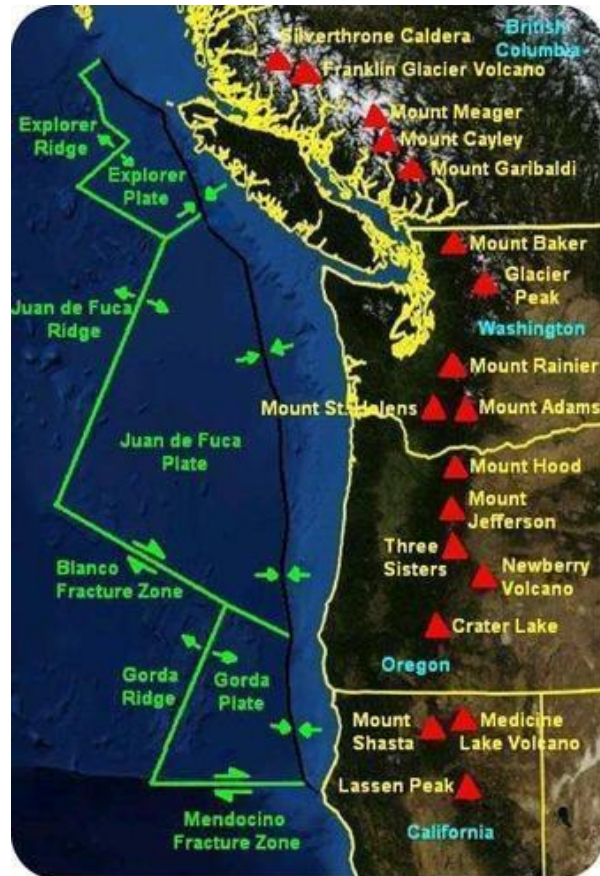 British
Columbia
Silverthrone Caldera
Franklin Glacier Volcano
Mount Meager
Mount Cayley
Mount Garibaldi
Explorer
Ridge
Explorer
Plate
Mount Baker
Glacier
Peak
Juan de Fuca
Ridge
Washington
Mount Rainier
Mount St. Helens
Mount Adams
Juan de Fuca
Plate
Mount Hood
Mount
Jefferson
Three
Sisters
Newberry
Volcano
Blanco
Fracture Zone
Crater Lake
Oregon
Gorda
Ridge
Gorda
Plate
Mount
Shasta
Medicine
Lake Volcano
Lassen Peak
Mendocino
Fracture Zone
California